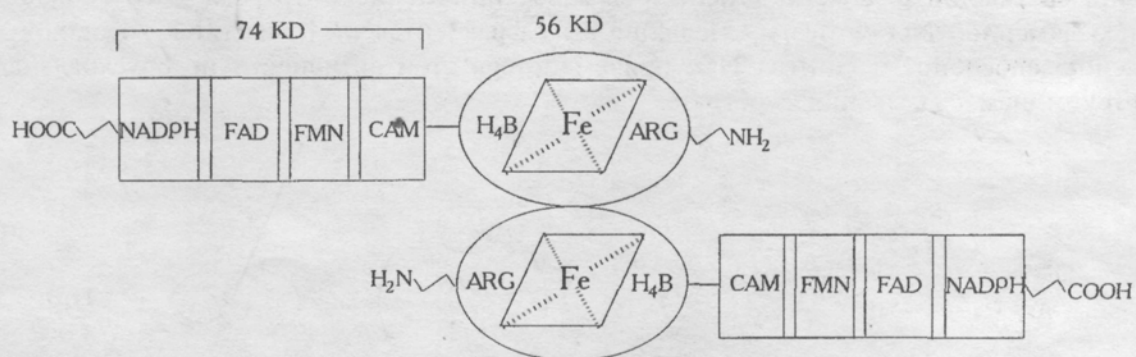 74 KD 56 KD
HOOC NADPH FAD FMN CAM H₄B Fe ARG NH₂
H₂N ARG Fe H₄B CAM FMN FAD NADPH COOH